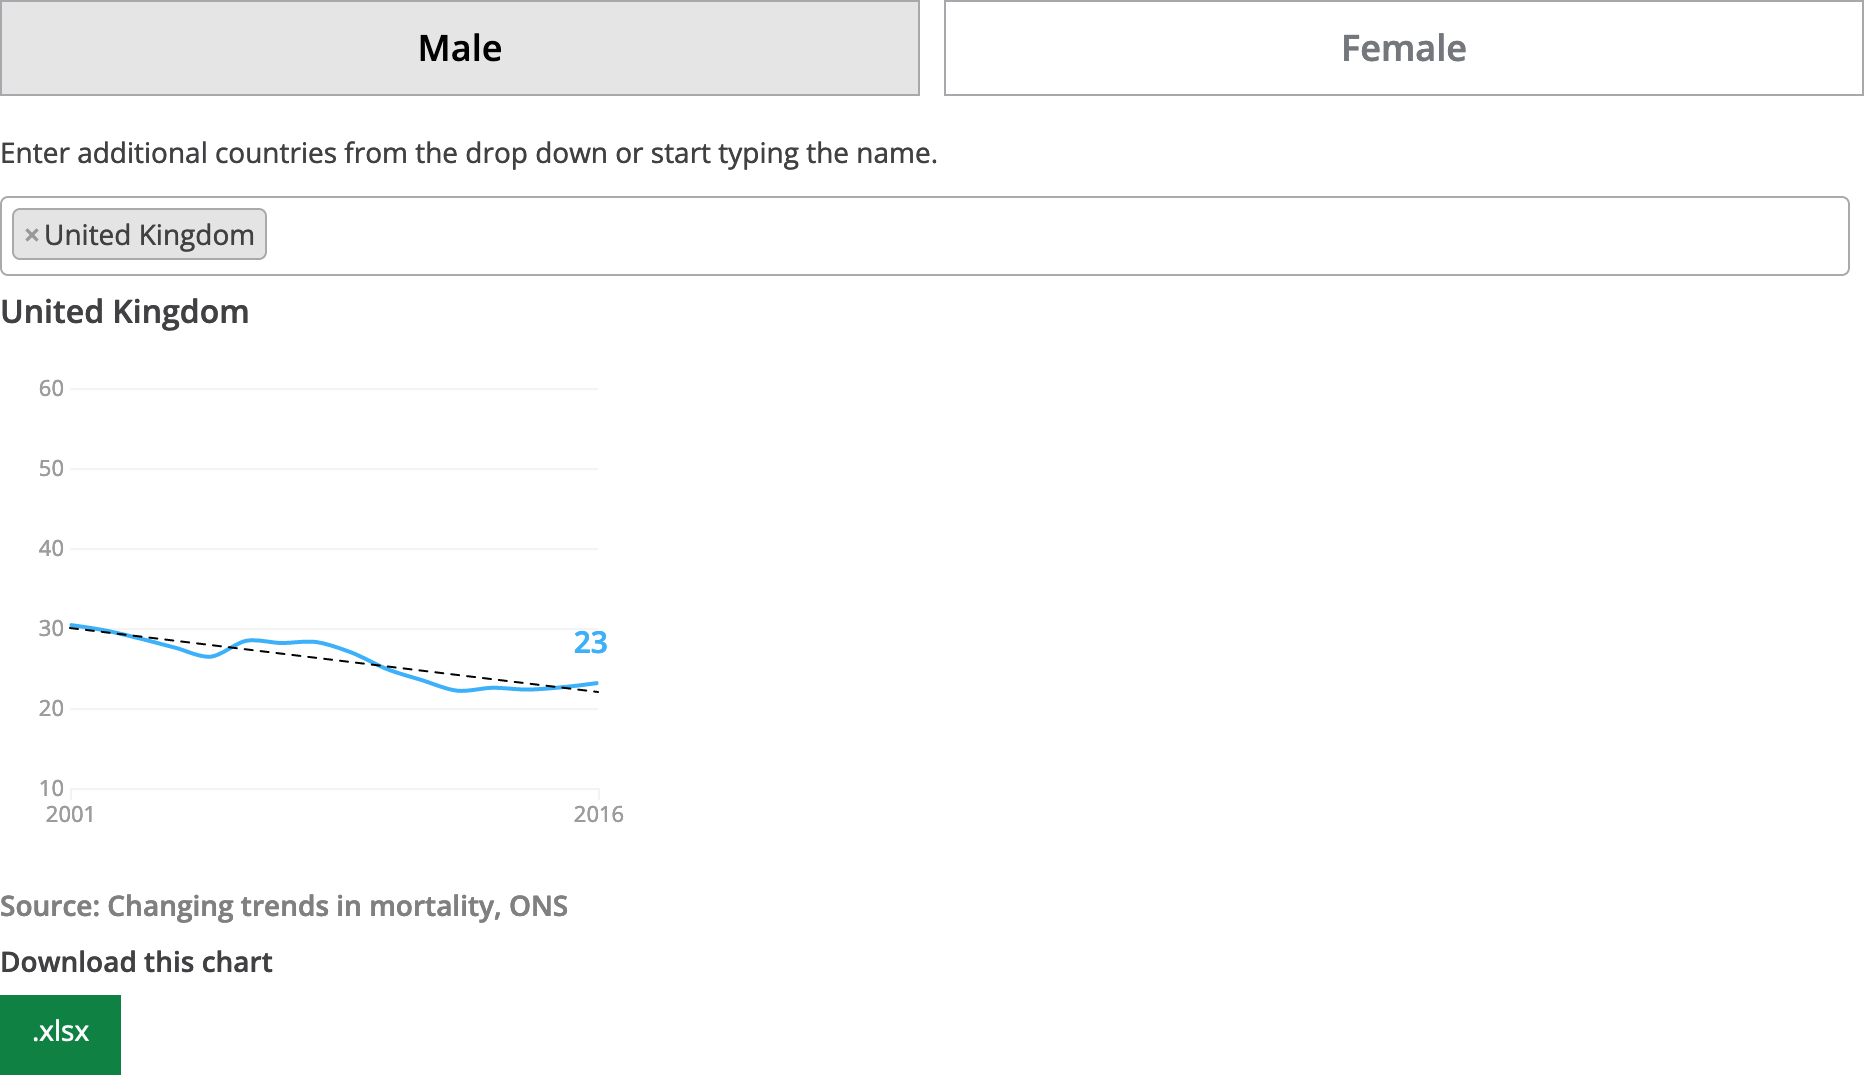 Male
Female
Enter additional countries from the drop down or start typing the name.
× United Kingdom
United Kingdom
60
50
40
30
23
20
10
2001
2016
Source: Changing trends in mortality, ONS
Download this chart
.xlsx